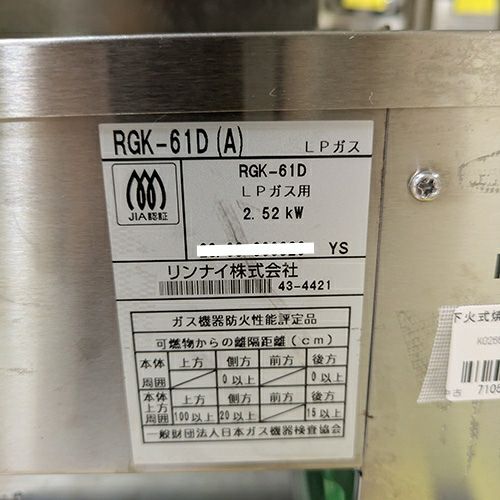 RGK-61D(A) LPガス
JIA認証
RGK-61D
LPガス用
2.52kW
YS
リンナイ株式会社
43-4421
ガス機器防火性能評定品
可燃物からの離隔距離(cm)
本体周囲 上方 側方 前方 後方
0以上 0以上
本体上方周囲 上方 側方 前方 後方
100以上 20以上 15以上
一般財団法人日本ガス機器検査協会
下火式焼
K0286
中古 7105